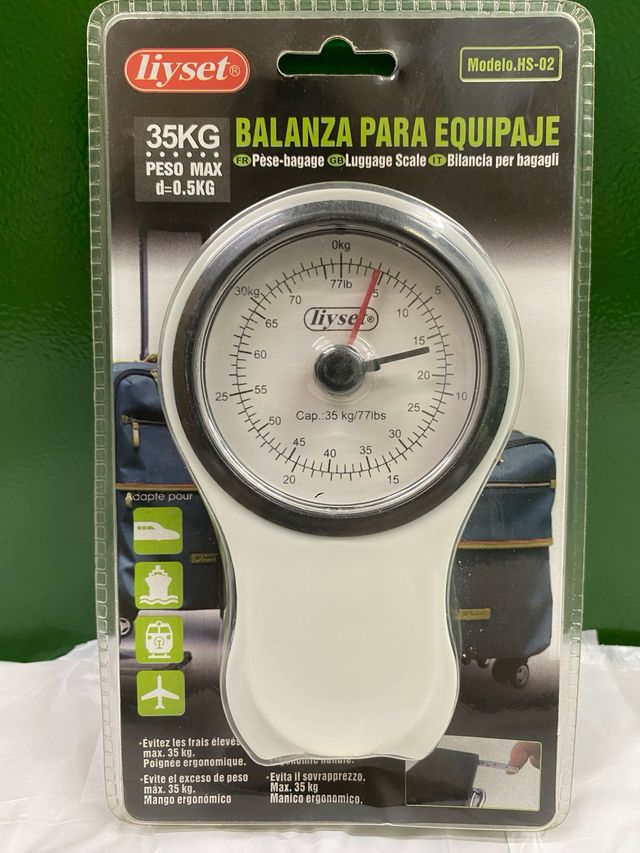 liyset®
Modelo.HS-02
35KG
PESO MAX
d=0.5KG
BALANZA PARA EQUIPAJE
FR Pèse-bagage GB Luggage Scale IT Bilancia per bagagli
0kg
77lb
5
5
10
15
20
10
25
30
15
35
40
20
45
50
25
55
60
65
30kg
70
liyset®
Cap.:35 kg/77lbs
Adapte pour
-Évitez les frais élevés
max. 35 kg.
Poignée ergonomique.
-Evite el exceso de peso
máx. 35 kg.
Mango ergonómico
-Evita il sovrapprezzo.
Max. 35 kg
Manico ergonomico.